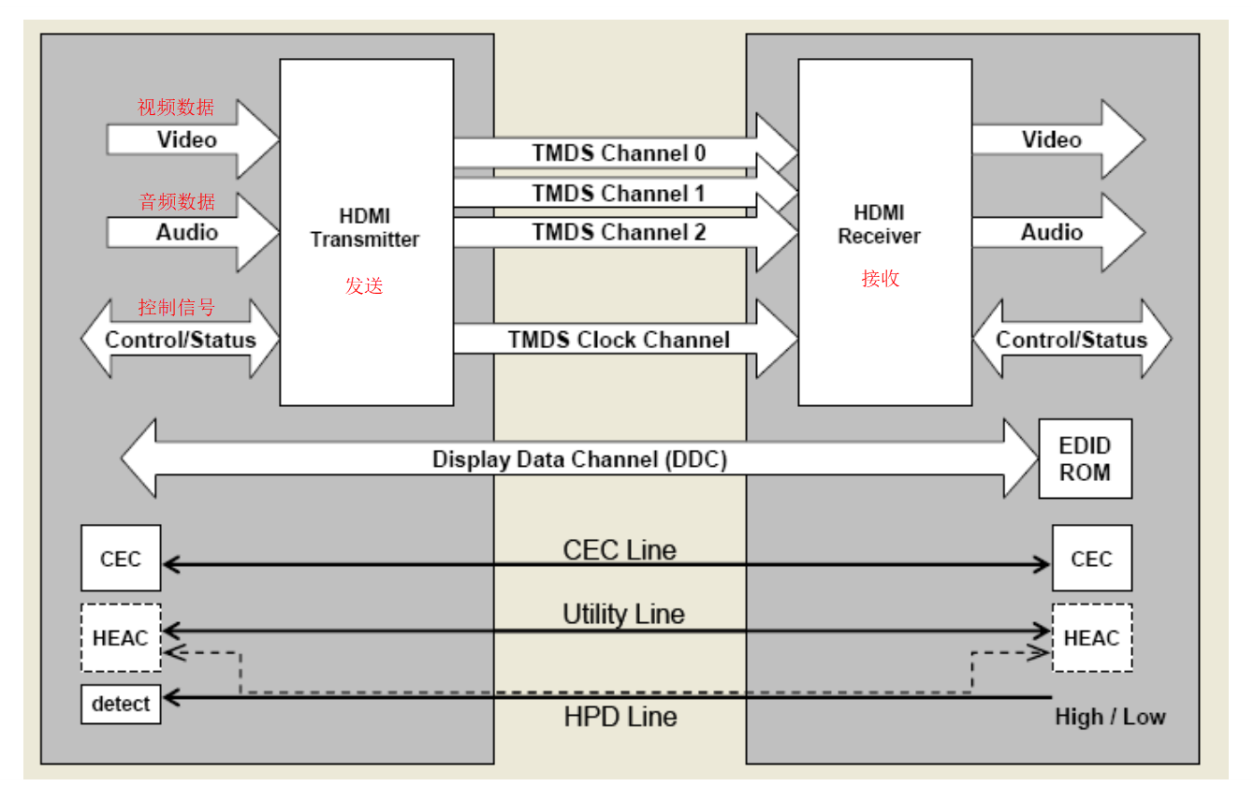 视频数据
Video
音频数据
Audio
控制信号
Control/Status
HDMI
Transmitter
发送
TMDS Channel 0
TMDS Channel 1
TMDS Channel 2
TMDS Clock Channel
HDMI
Receiver
接收
Video
Audio
Control/Status
Display Data Channel (DDC)
EDID
ROM
CEC
CEC Line
CEC
HEAC
Utility Line
HEAC
detect
HPD Line
High / Low